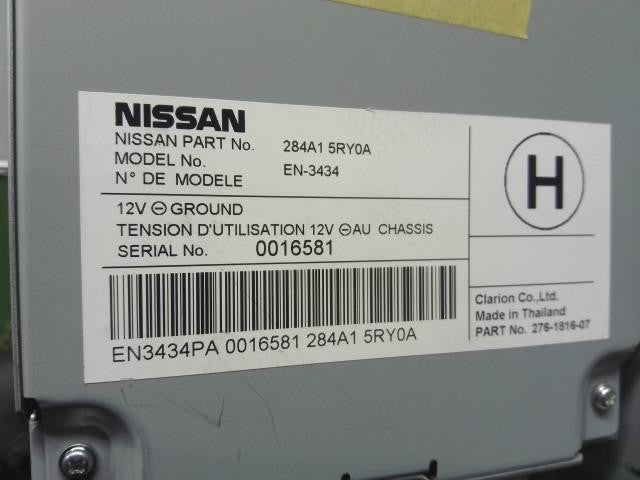 NISSAN
NISSAN PART No. 284A1 5RY0A
MODEL No.
N° DE MODELE EN-3434
H
12V ⊖ GROUND
TENSION D'UTILISATION 12V ⊖AU CHASSIS
SERIAL No. 0016581
EN3434PA 0016581 284A1 5RY0A
Clarion Co.,Ltd.
Made in Thailand
PART No. 276-1816-07